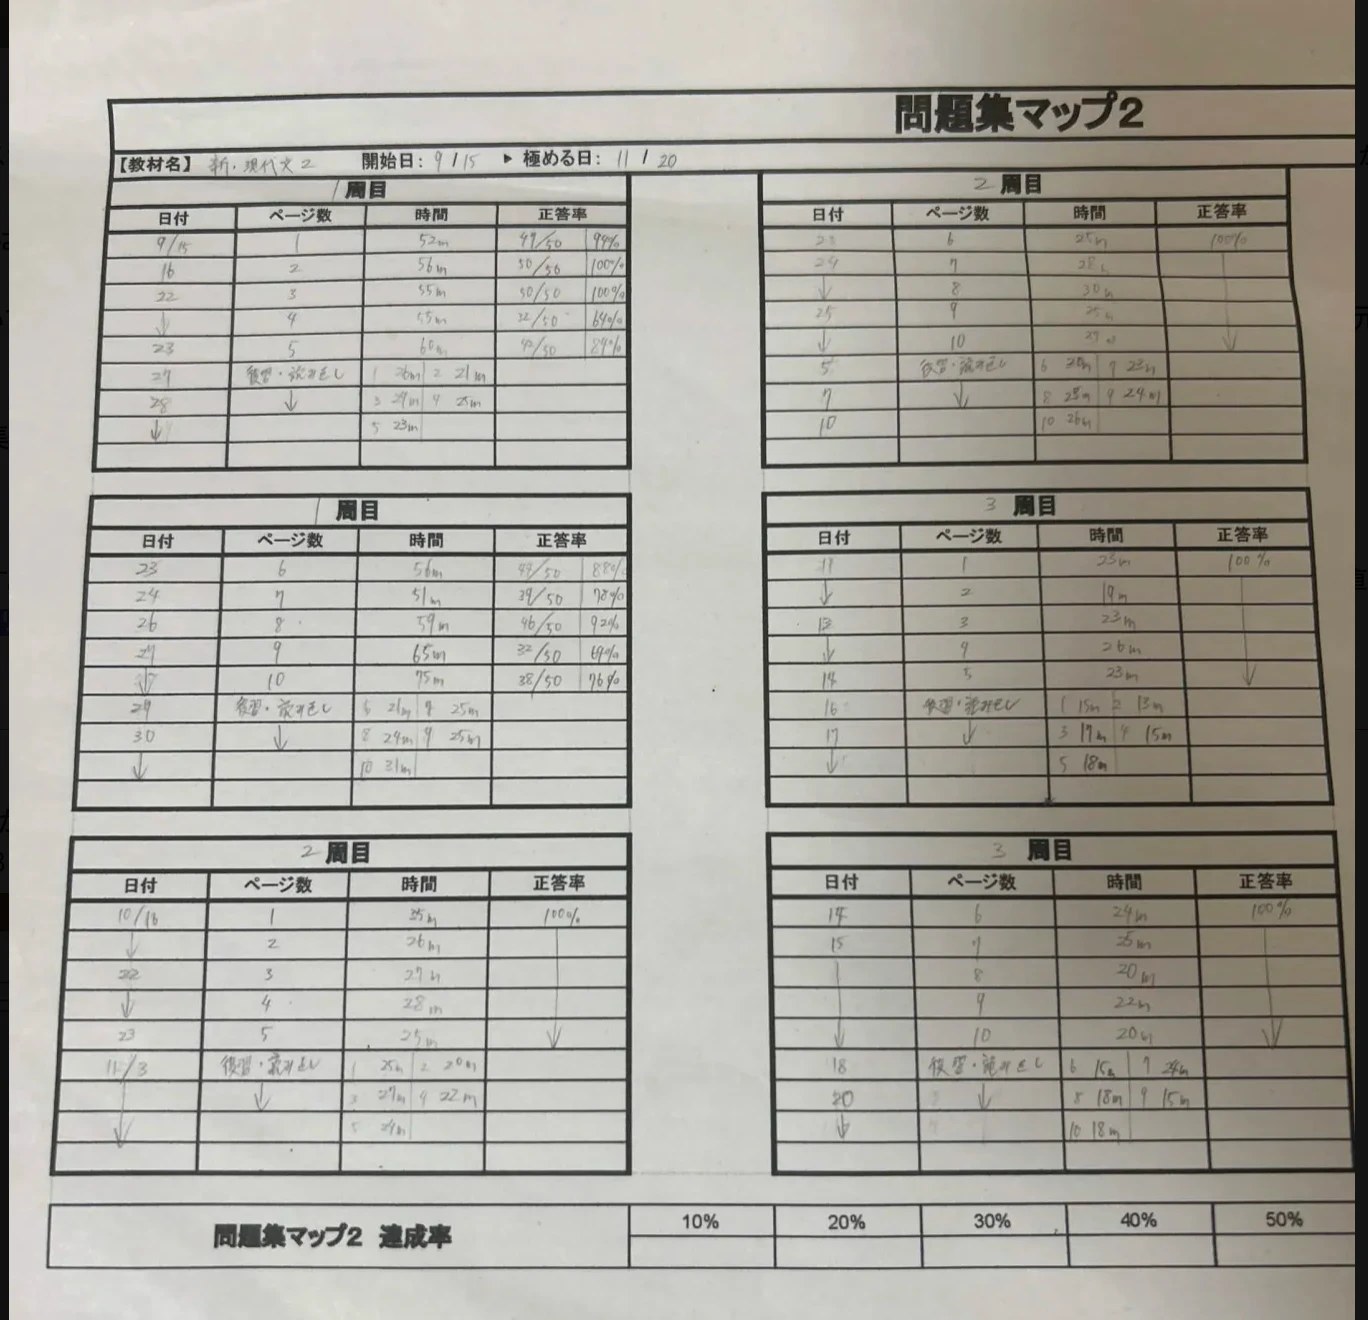 問題集マップ2
【教材名】 新・現代文2 開始日: 9/15 ▶ 極める日: 11/20
1周目
日付 ページ数 時間 正答率
9/15 1 52m 47/50 94%
16 2 56m 50/50 100%
22 3 55m 50/50 100%
↓ 4 55m 32/50 64%
23 5 60m 42/50 84%
27 復習・読み直し 1 26m 2 21m
28 ↓ 3 29m 4 25m
↓ 5 23m
1周目
日付 ページ数 時間 正答率
23 6 56m 88%
24 7 51m 39/50 78%
26 8 59m 46/50 92%
27 9 65m 32/50 64%
↓ 10 75m 38/50 76%
29 復習・読み直し 6 21m 7 25m
30 ↓ 8 24m 9 25m
↓ 10 31m
2周目
日付 ページ数 時間 正答率
10/16 1 25m 100%
↓ 2 26m
22 3 27m
↓ 4 28m
23 5 25m
11/3 復習・読み直し 1 25m 2 20m
↓ 3 27m 4 22m
5 24m
2周目
日付 ページ数 時間 正答率
23 6 25m 100%
24 7 28m
↓ 8 30m
25 9 25m
↓ 10 27m
5 復習・読み直し 6 20m 7 23m
7 ↓ 8 25m 9 24m
10 10 26m
3周目
日付 ページ数 時間 正答率
11 1 23m 100%
↓ 2 19m
13 3 23m
↓ 4 26m
14 5 23m
16 復習・読み直し 1 15m 2 13m
17 ↓ 3 17m 4 15m
↓ 5 18m
3周目
日付 ページ数 時間 正答率
14 6 24m 100%
15 7 25m
8 20m
9 22m
↓ 10 20m
18 復習・読み直し 6 15m 7 24m
20 ↓ 8 18m 9 15m
↓ 10 18m
問題集マップ2 達成率 10% 20% 30% 40% 50%